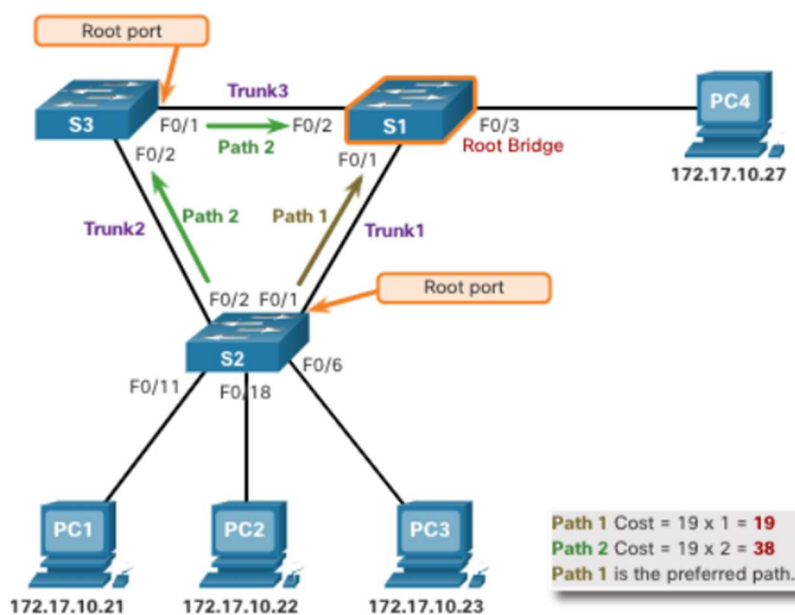 Root port
Trunk3
S3
S1
PC4
F0/1
F0/2
F0/3
Path 2
Root Bridge
F0/2
F0/1
172.17.10.27
Path 2
Path 1
Trunk2
Trunk1
F0/2
F0/1
Root port
S2
F0/6
F0/11
F0/18
PC1
PC2
PC3
Path 1 Cost = 19 x 1 = 19
Path 2 Cost = 19 x 2 = 38
Path 1 is the preferred path.
172.17.10.21
172.17.10.22
172.17.10.23